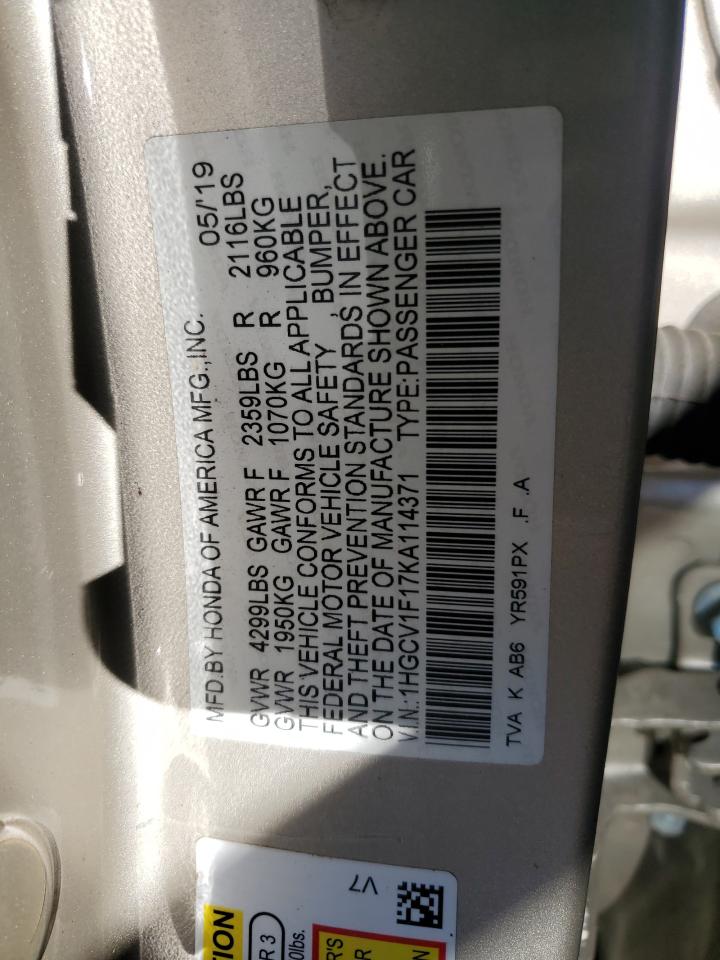 MFD.BY HONDA OF AMERICA MFG.,INC. 05/'19
GVWR 4299LBS GAWR F 2359LBS R 2116LBS
GVWR 1950KG GAWR F 1070KG R 960KG
THIS VEHICLE CONFORMS TO ALL APPLICABLE
FEDERAL MOTOR VEHICLE SAFETY, BUMPER,
AND THEFT PREVENTION STANDARDS IN EFFECT
ON THE DATE OF MANUFACTURE SHOWN ABOVE.
V.I.N.:1HGCV1F17KA114371 TYPE:PASSENGER CAR
TVA K AB6 YR591PX .F .A
V7